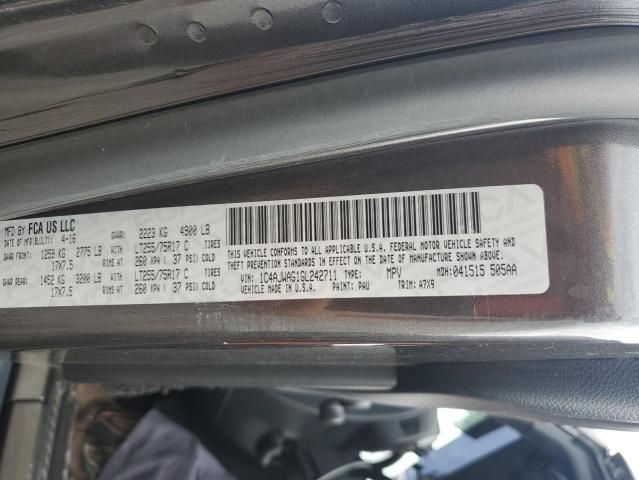 MFD BY FCA US LLC
DATE OF MFR(BUILT): 4-16 GVWR: 2223 KG 4900 LB
GAWR FRONT: 1259 KG 2775 LB WITH LT255/75R17 C TIRES
17X7.5 RIMS AT 260 KPA ( 37 PSI) COLD
GAWR REAR: 1452 KG 3200 LB WITH LT255/75R17 C TIRES
17X7.5 RIMS AT 260 KPA ( 37 PSI) COLD
THIS VEHICLE CONFORMS TO ALL APPLICABLE U.S.A. FEDERAL MOTOR VEHICLE SAFETY AND
THEFT PREVENTION STANDARDS IN EFFECT ON THE DATE OF MANUFACTURE SHOWN ABOVE.
VIN: 1C4AJWAG1GL242711 TYPE: MPV MDH: 041515 505AA
VEHICLE MADE IN U.S.A. PAINT: PAU TRIM: A7X9